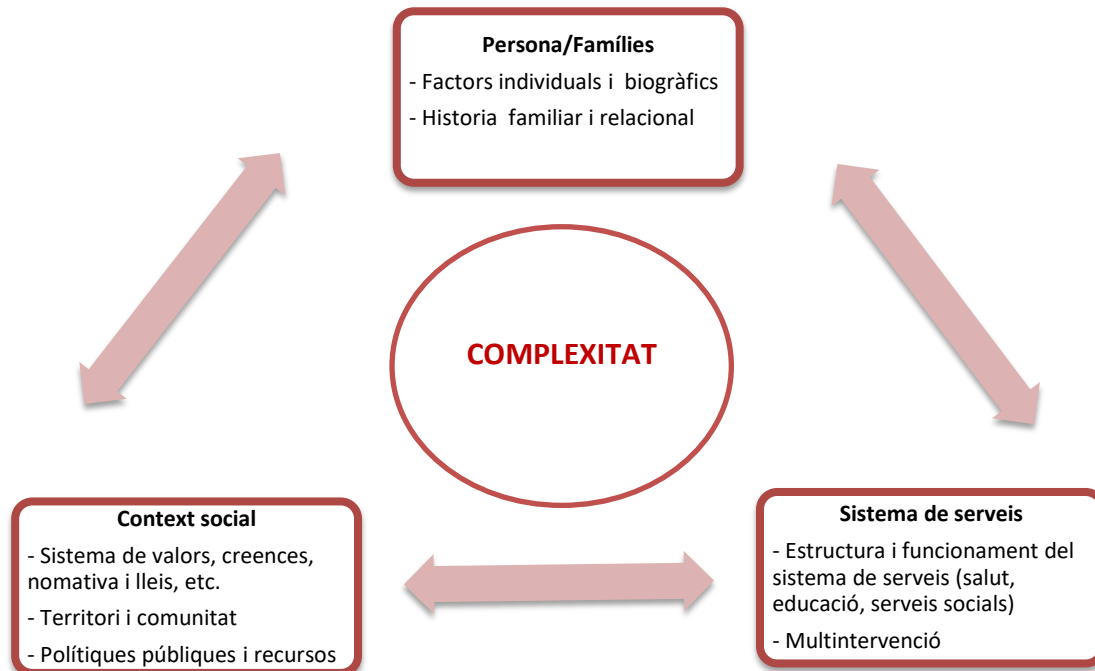 Persona/Famílies
- Factors individuals i  biogràfics
- Historia  familiar i relacional
COMPLEXITAT
Context social
- Sistema de valors, creences,
nomativa i lleis, etc.
- Territori i comunitat
- Polítiques públiques i recursos
Sistema de serveis
- Estructura i funcionament del
sistema de serveis (salut,
educació, serveis socials)
- Multintervenció